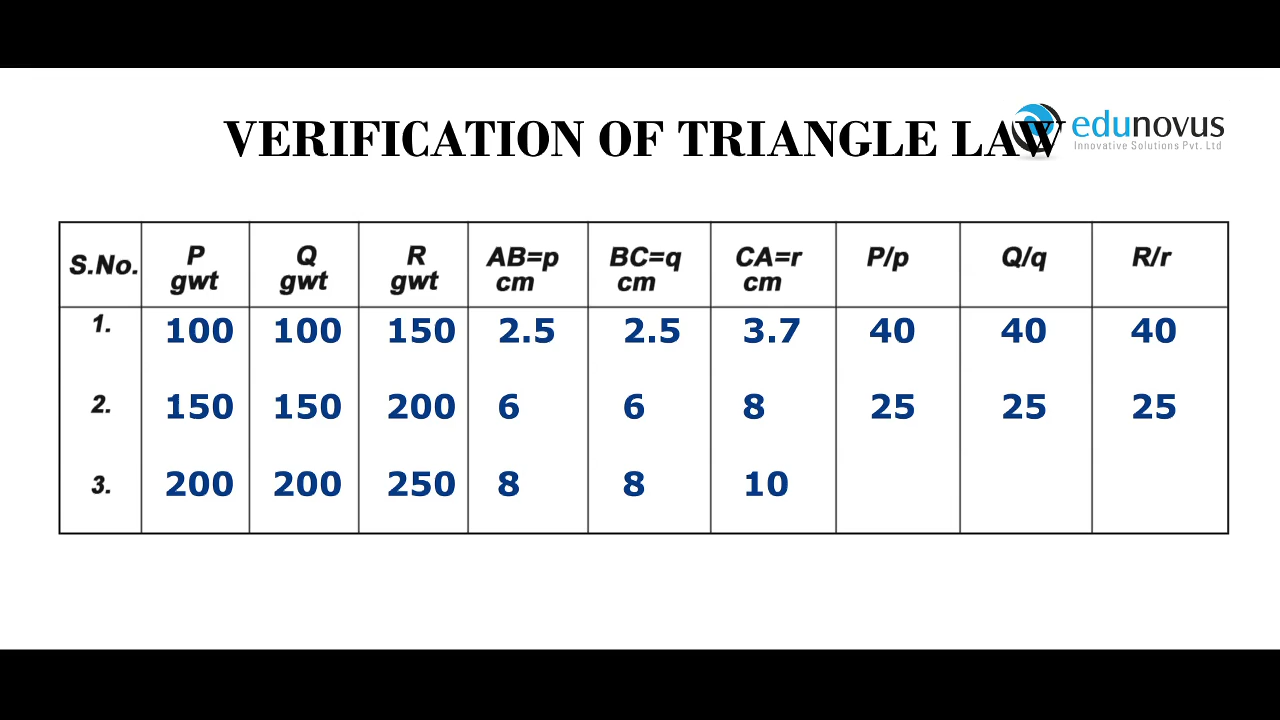 VERIFICATION OF TRIANGLE LAW
edunovus
Innovative Solutions Pvt. Ltd
S.No. P gwt Q gwt R gwt AB=p cm BC=q cm CA=r cm P/p Q/q R/r
1. 100 100 150 2.5 2.5 3.7 40 40 40
2. 150 150 200 6 6 8 25 25 25
3. 200 200 250 8 8 10